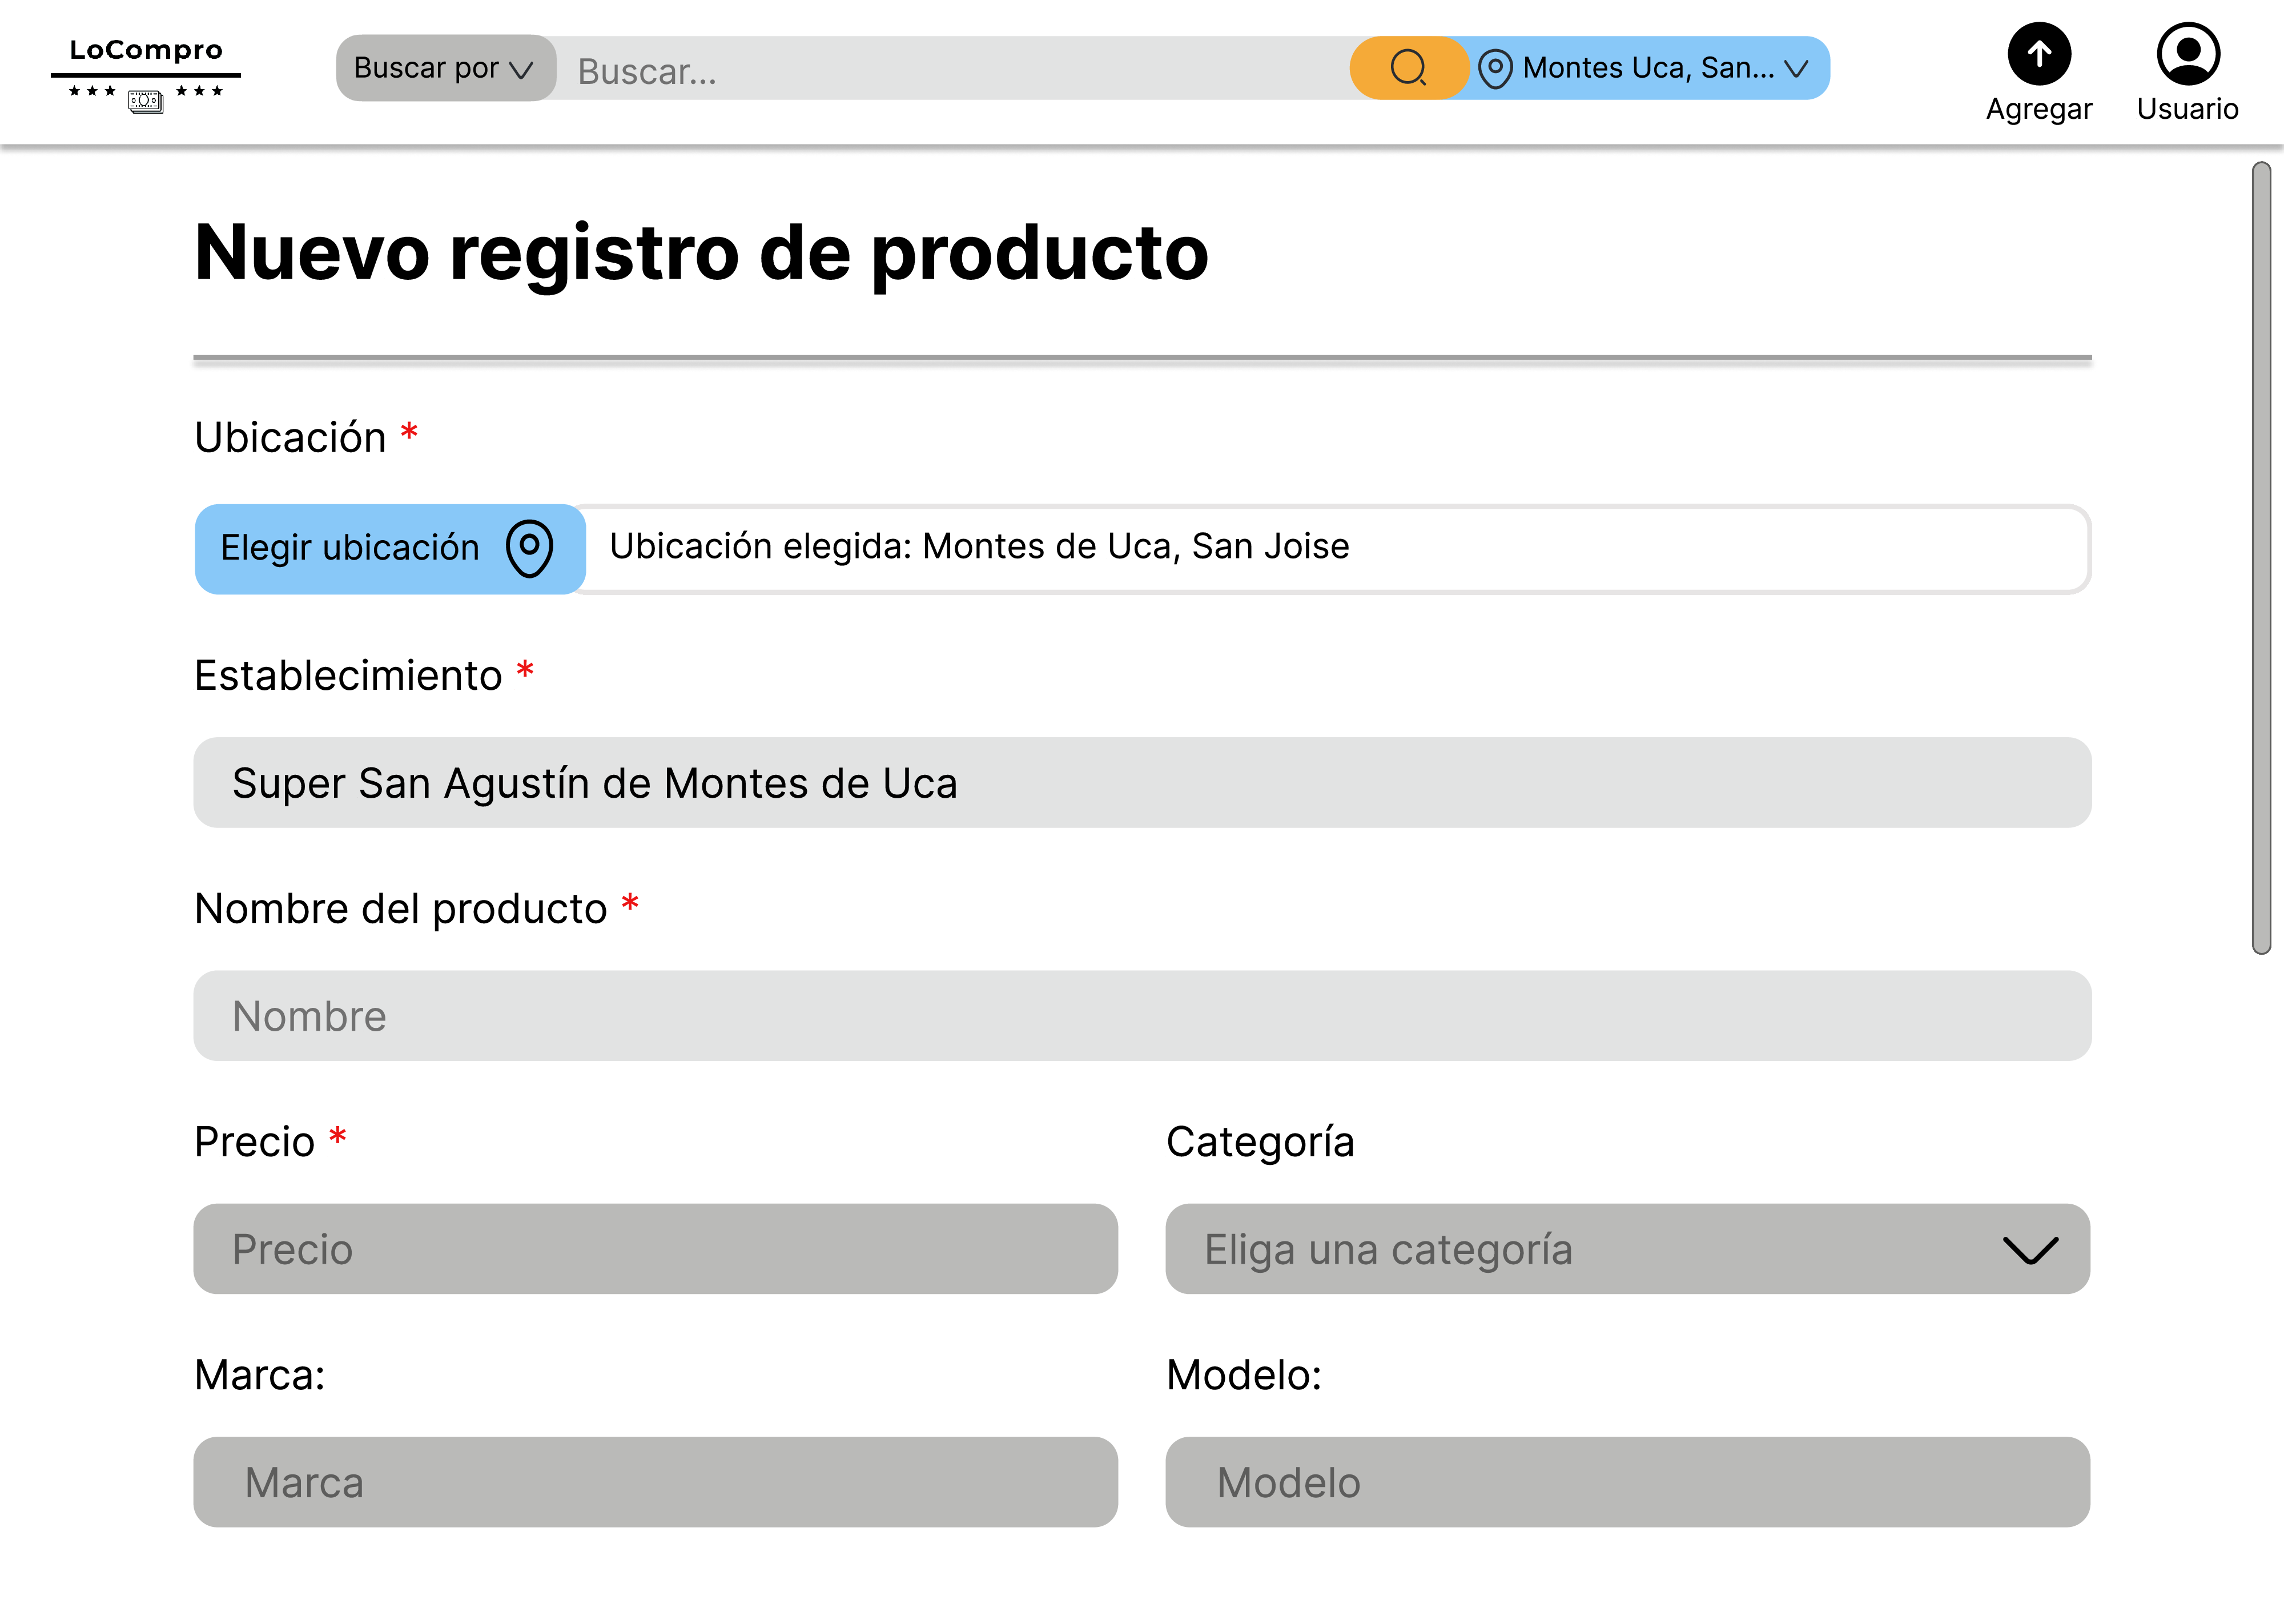 LoCompro
Buscar por
Buscar...
Montes Uca, San...
Agregar
Usuario
Nuevo registro de producto
Ubicación *
Elegir ubicación
Ubicación elegida: Montes de Uca, San Joise
Establecimiento *
Super San Agustín de Montes de Uca
Nombre del producto *
Nombre
Precio *
Categoría
Precio
Eliga una categoría
Marca:
Modelo:
Marca
Modelo